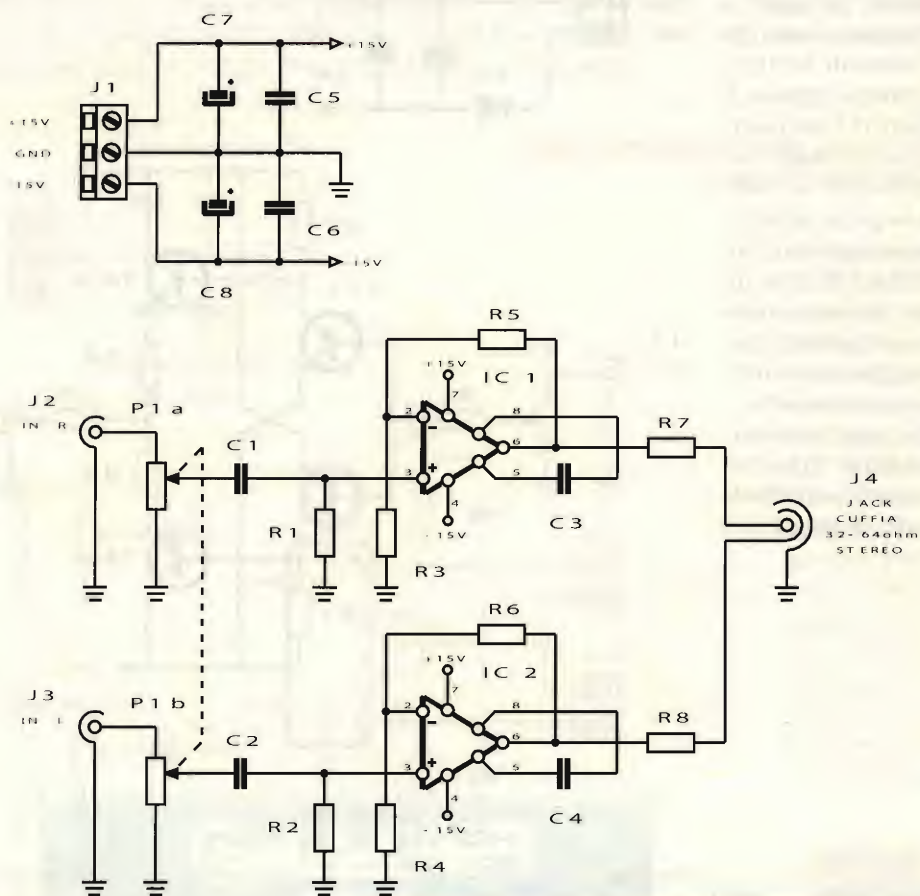 C7
+15V
J1
C5
+15V
GND
15V
C6
15V
C8
R5
+15V
IC 1
7
J2
P1a
8
IN R
2
-
R7
C1
6
J4
+
3
5
JACK
4
CUFFIA
C3
32-64ohm
R1
-15V
STEREO
R3
R6
+15V
IC 2
7
J3
P1b
8
IN L
2
-
R8
C2
6
+
3
5
4
C4
R2
-15V
R4